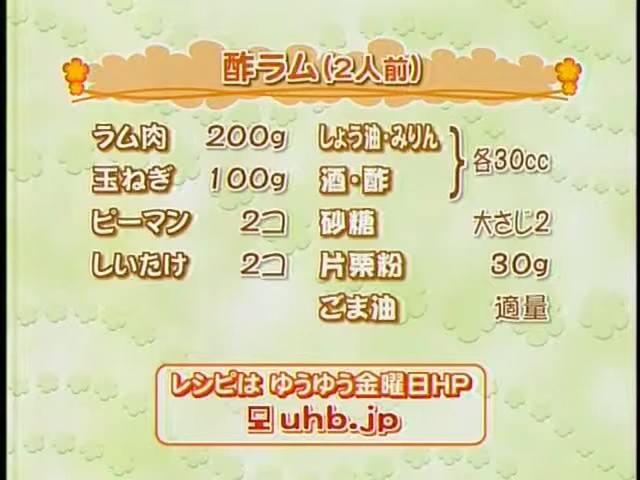 酢ラム(2人前)
ラム肉 200g
玉ねぎ 100g
ピーマン 2つ
しいたけ 2つ
しょう油・みりん
酒・酢
各30cc
砂糖 大さじ2
片栗粉 30g
ごま油 適量
レシピは ゆうゆう金曜日HP
uhb.jp